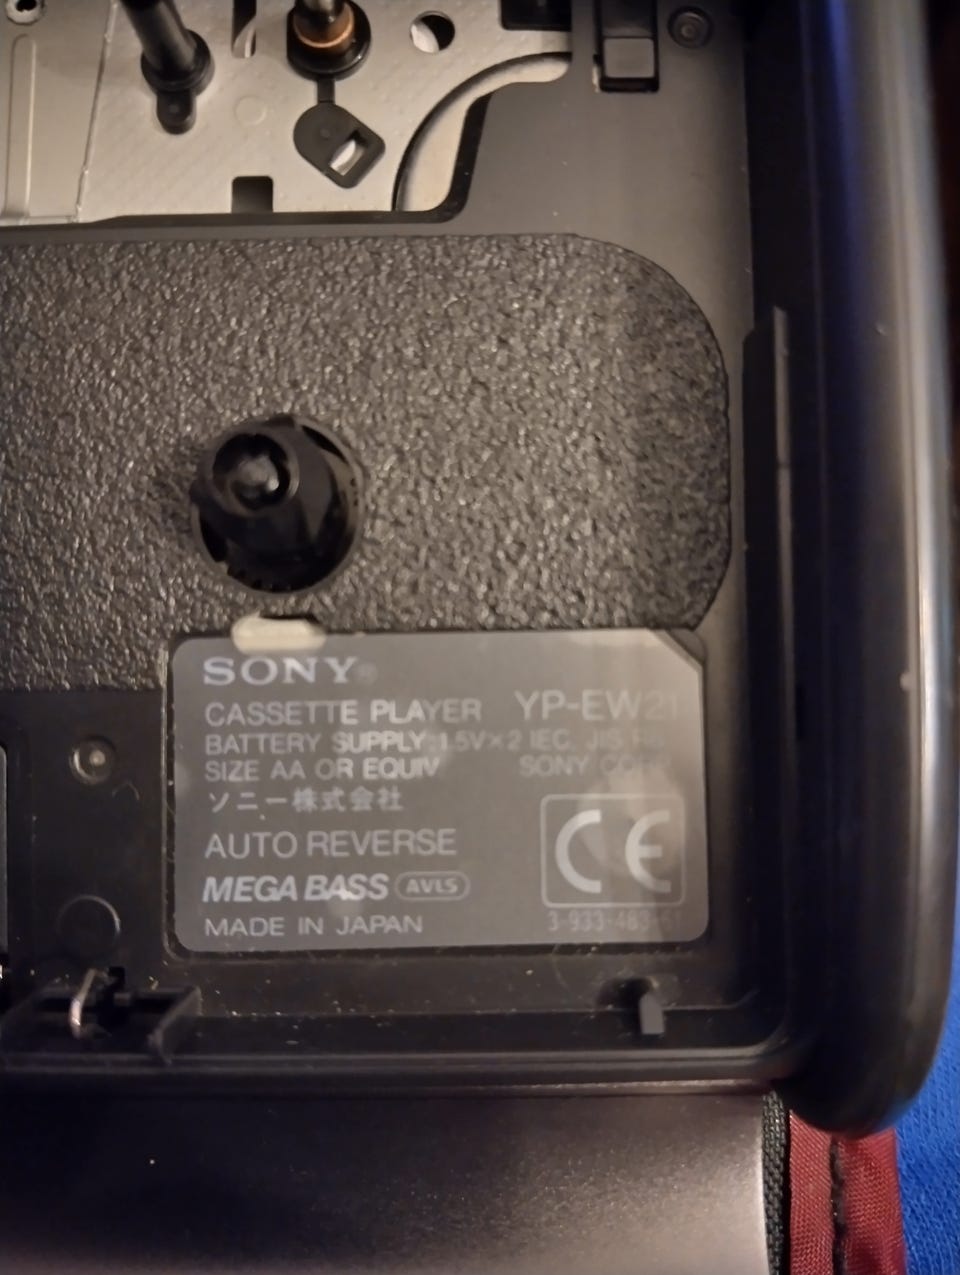 SONY®
CASSETTE PLAYER YP-EW21
BATTERY SUPPLY:1.5V×2 IEC, JIS R6
SIZE AA OR EQUIV SONY CORP.
ソニー株式会社
AUTO REVERSE
MEGA BASS AVLS
CE
MADE IN JAPAN